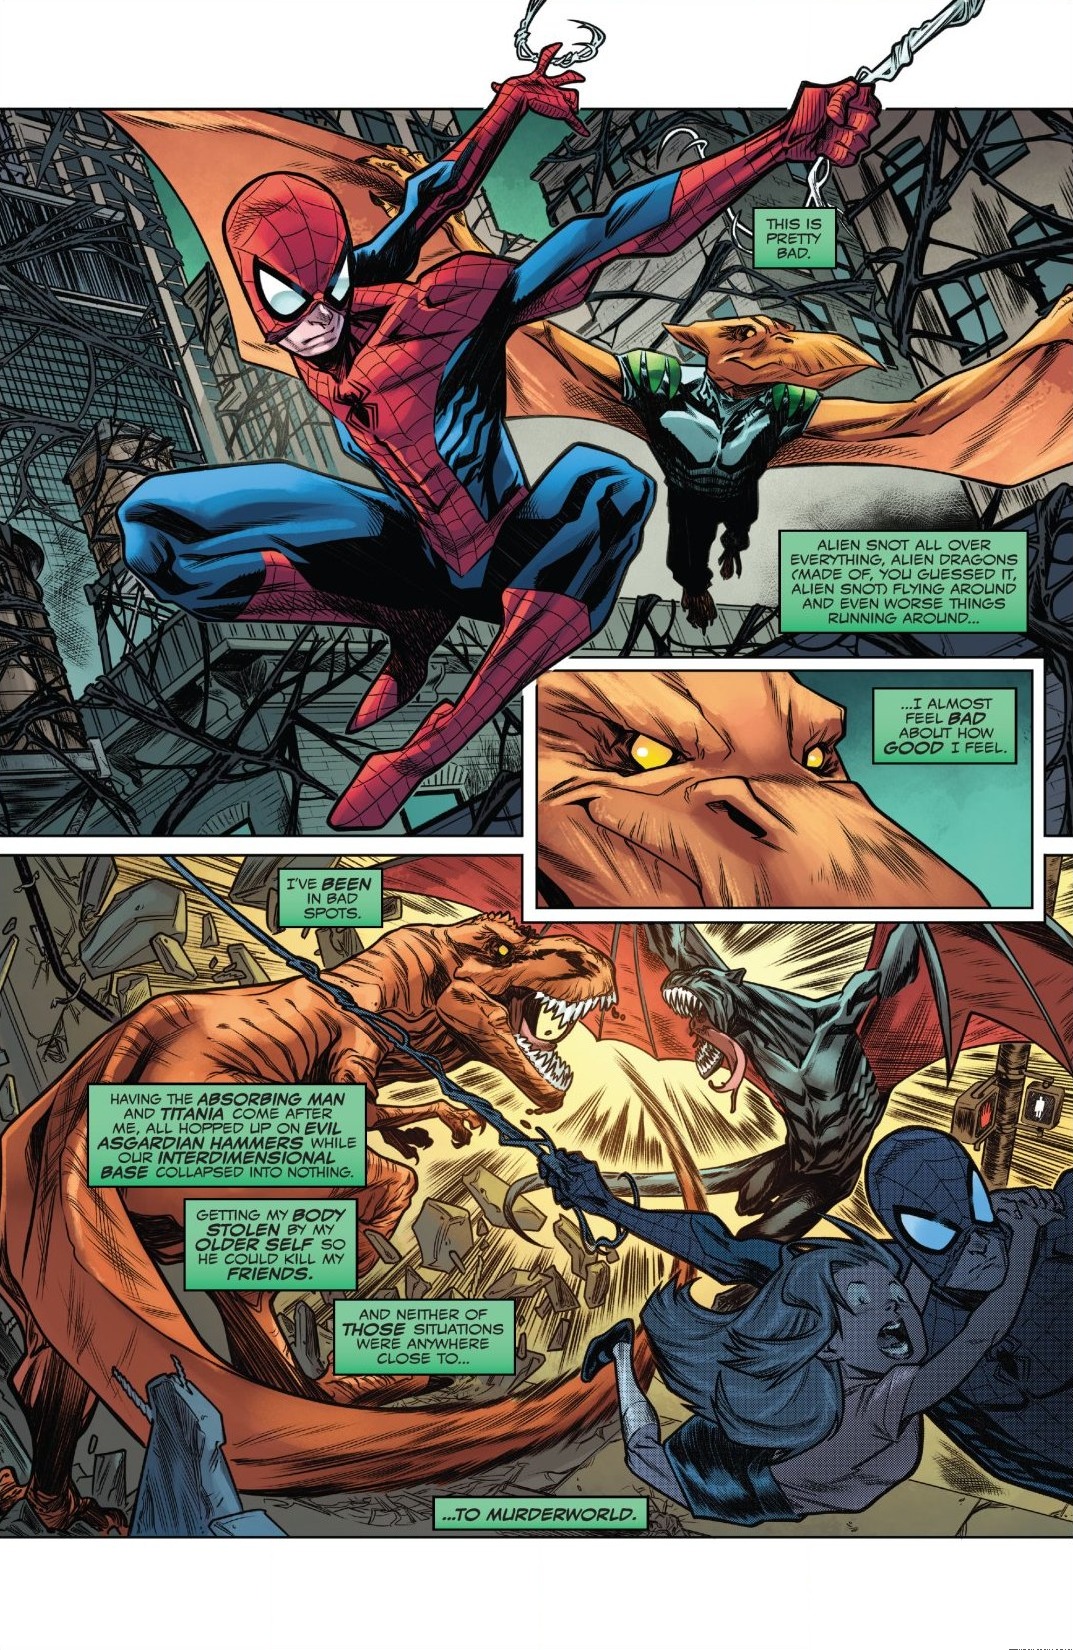 THIS IS
PRETTY
BAD.
ALIEN SNOT ALL OVER
EVERYTHING, ALIEN DRAGONS
(MADE OF, YOU GUESSED IT,
ALIEN SNOT) FLYING AROUND
AND EVEN WORSE THINGS
RUNNING AROUND...
...I ALMOST
FEEL BAD
ABOUT HOW
GOOD I FEEL.
I'VE BEEN
IN BAD
SPOTS.
HAVING THE ABSORBING MAN
AND TITANIA COME AFTER
ME, ALL HOPPED UP ON EVIL
ASGARDIAN HAMMERS WHILE
OUR INTERDIMENSIONAL
BASE COLLAPSED INTO NOTHING.
GETTING MY BODY
STOLEN BY MY
OLDER SELF SO
HE COULD KILL MY
FRIENDS.
AND NEITHER OF
THOSE SITUATIONS
WERE ANYWHERE
CLOSE TO...
...TO MURDERWORLD.